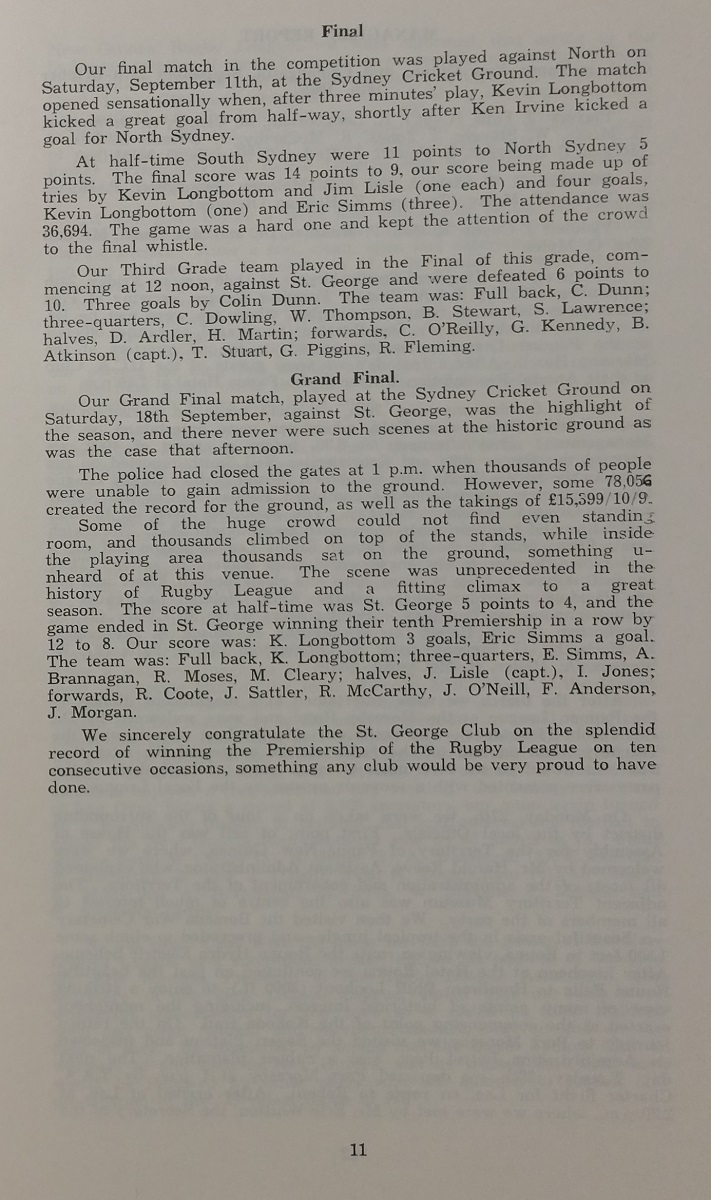 Final
Our final match in the competition was played against North on
Saturday, September 11th, at the Sydney Cricket Ground. The match
opened sensationally when, after three minutes' play, Kevin Longbottom
kicked a great goal from half-way, shortly after Ken Irvine kicked a
goal for North Sydney.
At half-time South Sydney were 11 points to North Sydney 5
points. The final score was 14 points to 9, our score being made up of
tries by Kevin Longbottom and Jim Lisle (one each) and four goals,
Kevin Longbottom (one) and Eric Simms (three). The attendance was
36,694. The game was a hard one and kept the attention of the crowd
to the final whistle.
Our Third Grade team played in the Final of this grade, com-
mencing at 12 noon, against St. George and were defeated 6 points to
10. Three goals by Colin Dunn. The team was: Full back, C. Dunn;
three-quarters, C. Dowling, W. Thompson, B. Stewart, S. Lawrence;
halves, D. Ardler, H. Martin; forwards, C. O'Reilly, G. Kennedy, B.
Atkinson (capt.), T. Stuart, G. Piggins, R. Fleming.
Grand Final.
Our Grand Final match, played at the Sydney Cricket Ground on
Saturday, 18th September, against St. George, was the highlight of
the season, and there never were such scenes at the historic ground as
was the case that afternoon.
The police had closed the gates at 1 p.m. when thousands of people
were unable to gain admission to the ground. However, some 78,056
created the record for the ground, as well as the takings of £15,399/10/9.
Some of the huge crowd could not find even standing
room, and thousands climbed on top of the stands, while inside
the playing area thousands sat on the ground, something u-
nheard of at this venue. The scene was unprecedented in the
history of Rugby League and a fitting climax to a great
season. The score at half-time was St. George 5 points to 4, and the
game ended in St. George winning their tenth Premiership in a row by
12 to 8. Our score was: K. Longbottom 3 goals, Eric Simms a goal.
The team was: Full back, K. Longbottom; three-quarters, E. Simms, A.
Brannagan, R. Moses, M. Cleary; halves, J. Lisle (capt.), I. Jones;
forwards, R. Coote, J. Sattler, R. McCarthy, J. O'Neill, F. Anderson,
J. Morgan.
We sincerely congratulate the St. George Club on the splendid
record of winning the Premiership of the Rugby League on ten
consecutive occasions, something any club would be very proud to have
done.
11